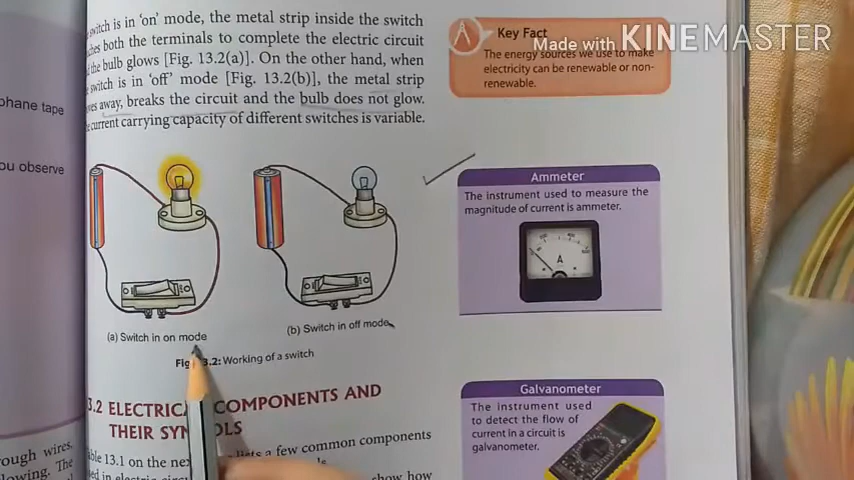 switch is in 'on' mode, the metal strip inside the switch
both the terminals to complete the electric circuit
the bulb glows [Fig. 13.2(a)]. On the other hand, when
switch is in 'off' mode [Fig. 13.2(b)], the metal strip
away, breaks the circuit and the bulb does not glow.
current carrying capacity of different switches is variable.
phane tape
ou observe
(a) Switch in on mode
(b) Switch in off mode
13.2: Working of a switch
3.2 ELECTRICAL COMPONENTS AND
THEIR SYMBOLS
13.1 on the
lists a few common components
show how
rough wires,
lowing. The
Key Fact
The energy sources we use to make
electricity can be renewable or non-
renewable.
Made with KINEMASTER
Ammeter
The instrument used to measure the
magnitude of current is ammeter.
A
Galvanometer
The instrument used
to detect the flow of
current in a circuit is
galvanometer.